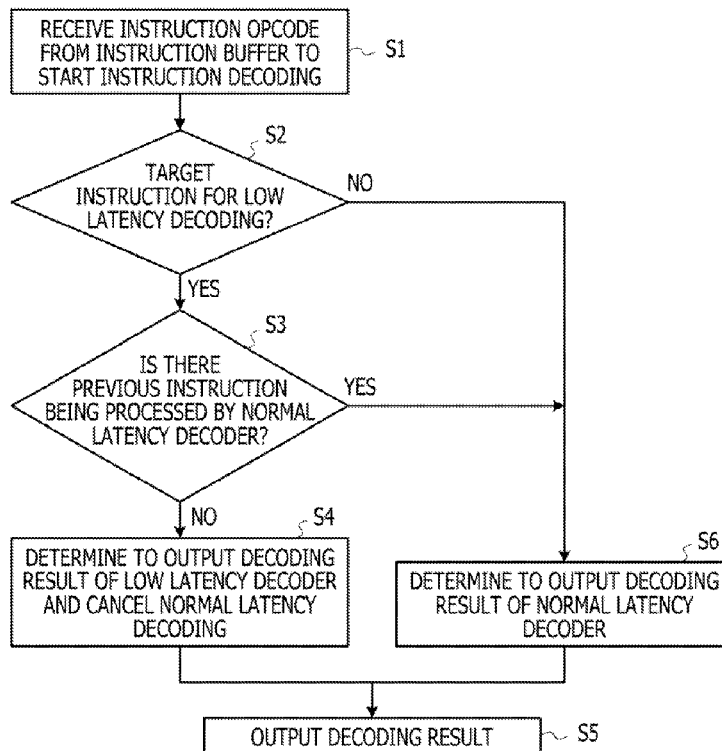 RECEIVE INSTRUCTION OPCODE
FROM INSTRUCTION BUFFER TO
START INSTRUCTION DECODING
S1
S2
TARGET
INSTRUCTION FOR LOW
LATENCY DECODING?
NO
YES
S3
IS THERE
PREVIOUS INSTRUCTION
BEING PROCESSED BY NORMAL
LATENCY DECODER?
YES
NO
S4
DETERMINE TO OUTPUT DECODING
RESULT OF LOW LATENCY DECODER
AND CANCEL NORMAL LATENCY
DECODING
S6
DETERMINE TO OUTPUT DECODING
RESULT OF NORMAL LATENCY
DECODER
OUTPUT DECODING RESULT
S5